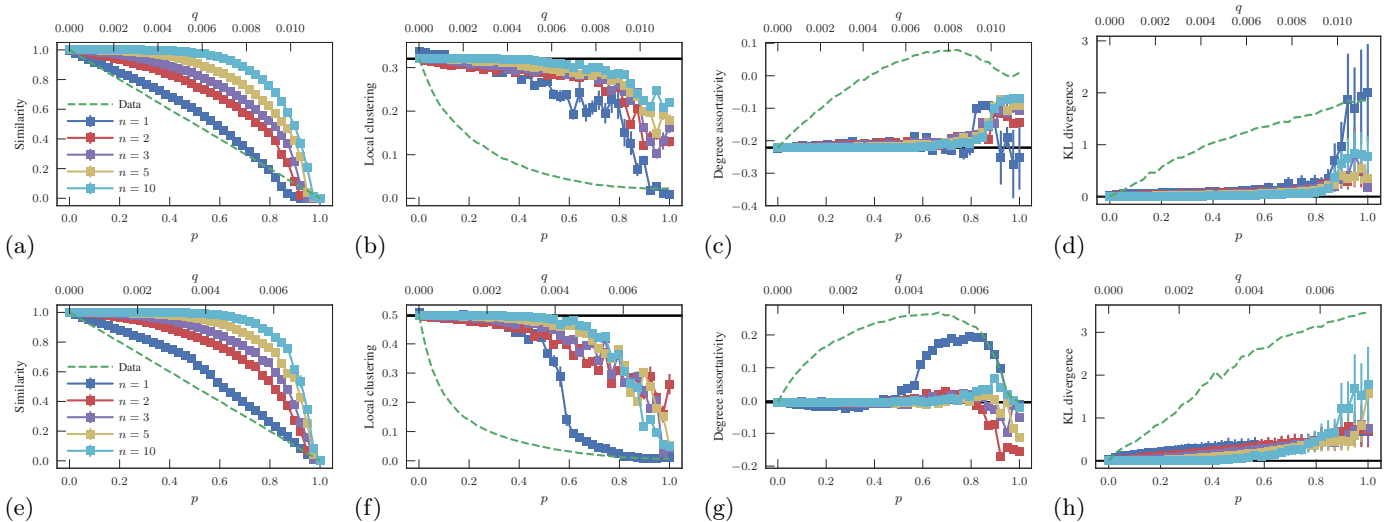 q
0.000 0.002 0.004 0.006 0.008 0.010
1.0
0.8
0.6
0.4
0.2
0.0
Similarity
Data
n = 1
n = 2
n = 3
n = 5
n = 10
0.0 0.2 0.4 0.6 0.8 1.0
p
(a)
q
0.000 0.002 0.004 0.006 0.008 0.010
0.3
0.2
0.1
0.0
Local clustering
0.0 0.2 0.4 0.6 0.8 1.0
p
(b)
q
0.000 0.002 0.004 0.006 0.008 0.010
0.1
0.0
−0.1
−0.2
−0.3
−0.4
Degreee assortativity
0.0 0.2 0.4 0.6 0.8 1.0
p
(c)
q
0.000 0.002 0.004 0.006 0.008 0.010
3
2
1
0
KL divergence
0.0 0.2 0.4 0.6 0.8 1.0
p
(d)
q
0.000 0.002 0.004 0.006
1.0
0.8
0.6
0.4
0.2
0.0
Similarity
Data
n = 1
n = 2
n = 3
n = 5
n = 10
0.0 0.2 0.4 0.6 0.8 1.0
p
(e)
q
0.000 0.002 0.004 0.006
0.5
0.4
0.3
0.2
0.1
0.0
Local clustering
0.0 0.2 0.4 0.6 0.8 1.0
p
(f)
q
0.000 0.002 0.004 0.006
0.2
0.1
0.0
−0.1
−0.2
Degreee assortativity
0.0 0.2 0.4 0.6 0.8 1.0
p
(g)
q
0.000 0.002 0.004 0.006
3
2
1
0
KL divergence
0.0 0.2 0.4 0.6 0.8 1.0
p
(h)